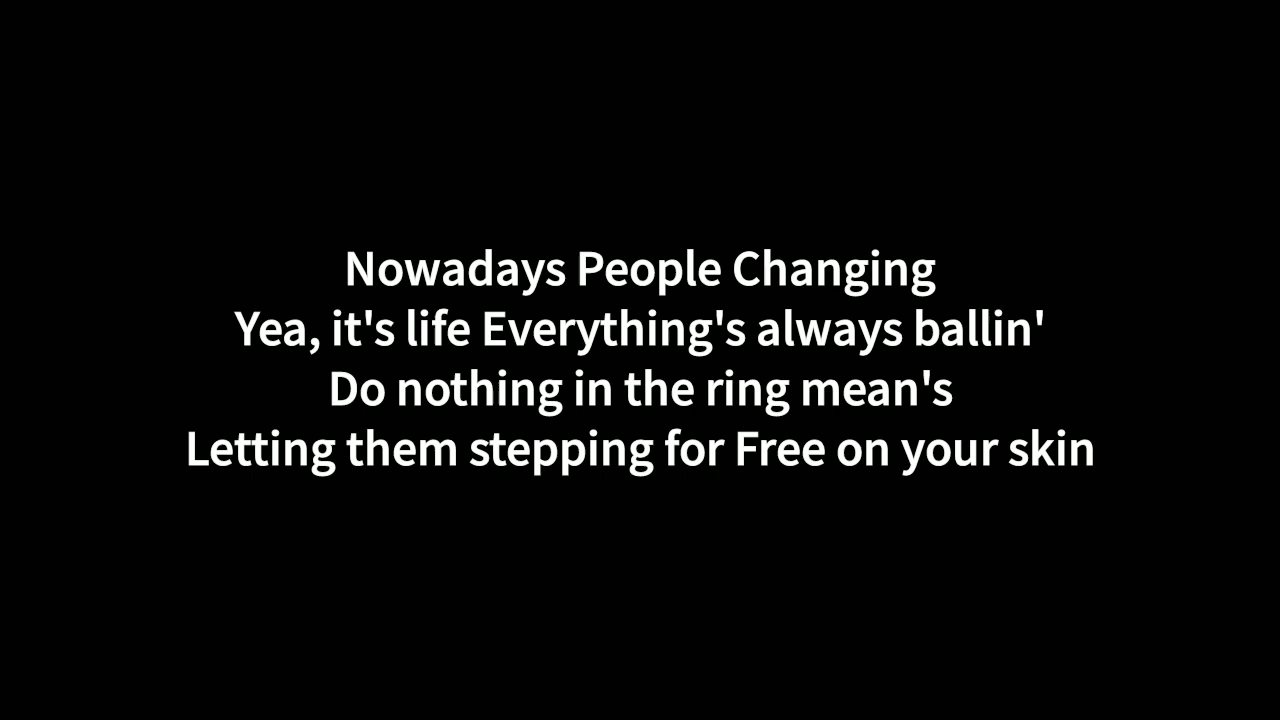 Nowadays People Changing
Yea, it's life Everything's always ballin'
Do nothing in the ring mean's
Letting them stepping for Free on your skin